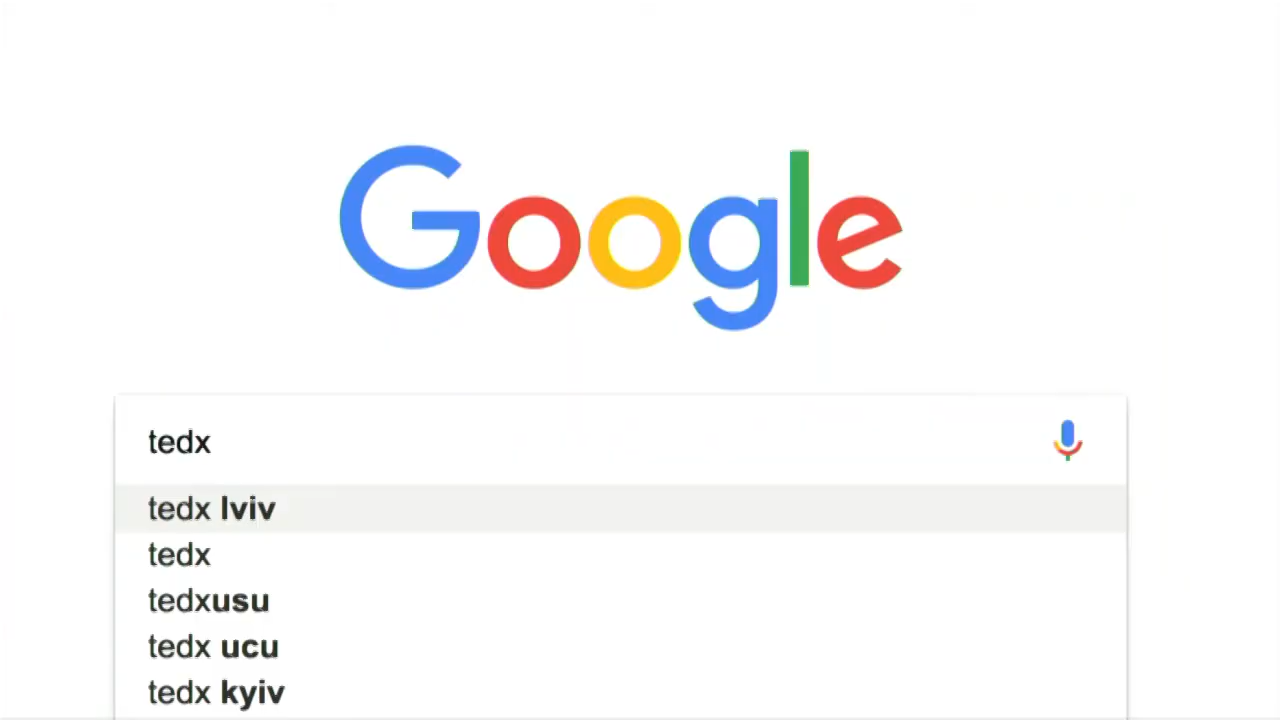 Google
tedx
tedx lviv
tedx
tedxusu
tedx ucu
tedx kyiv